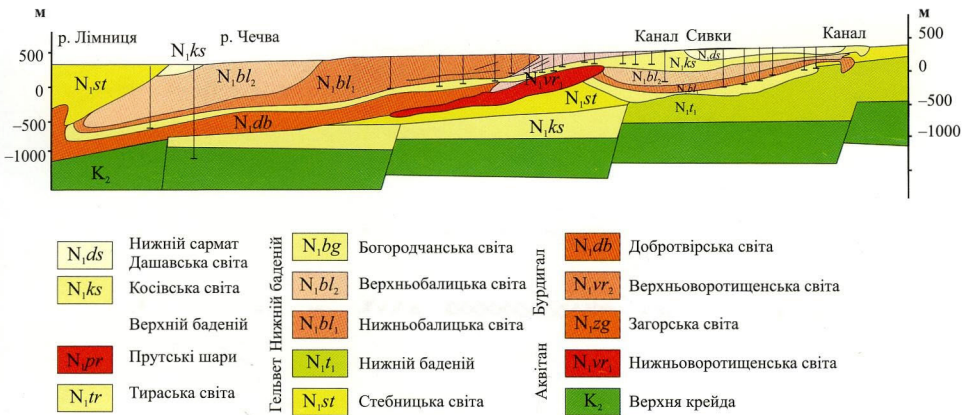 м
р. Лімниця
N₁ks
р. Чечва
Канал
Сивки
Канал
м
500
0
−500
−1000
N₁st
N₁bl₂
N₁bl₁
N₁db
K₂
N₁vr₁
N₁st
N₁ks
N₁ds
N₁ks
N₁bl₂
N₁bl₁
N₁t₁
500
0
−500
−1000
N₁ds
Нижній сармат
Дашавська світа
N₁ks
Косівська світа
Верхній баденій
N₁pr
Прутські шари
N₁tr
Тираська світа
Гельвет
Нижній баденій
N₁bg
Богородчанська світа
N₁bl₂
Верхньобалицька світа
N₁bl₁
Нижньобалицька світа
N₁t₁
Нижній баденій
N₁st
Стебницька світа
Аквітан
Бурдигал
N₁db
Добротвірська світа
N₁vr₂
Верхньоворотищенська світа
N₁zg
Загорська світа
N₁vr₁
Нижньоворотищенська світа
K₂
Верхня крейда